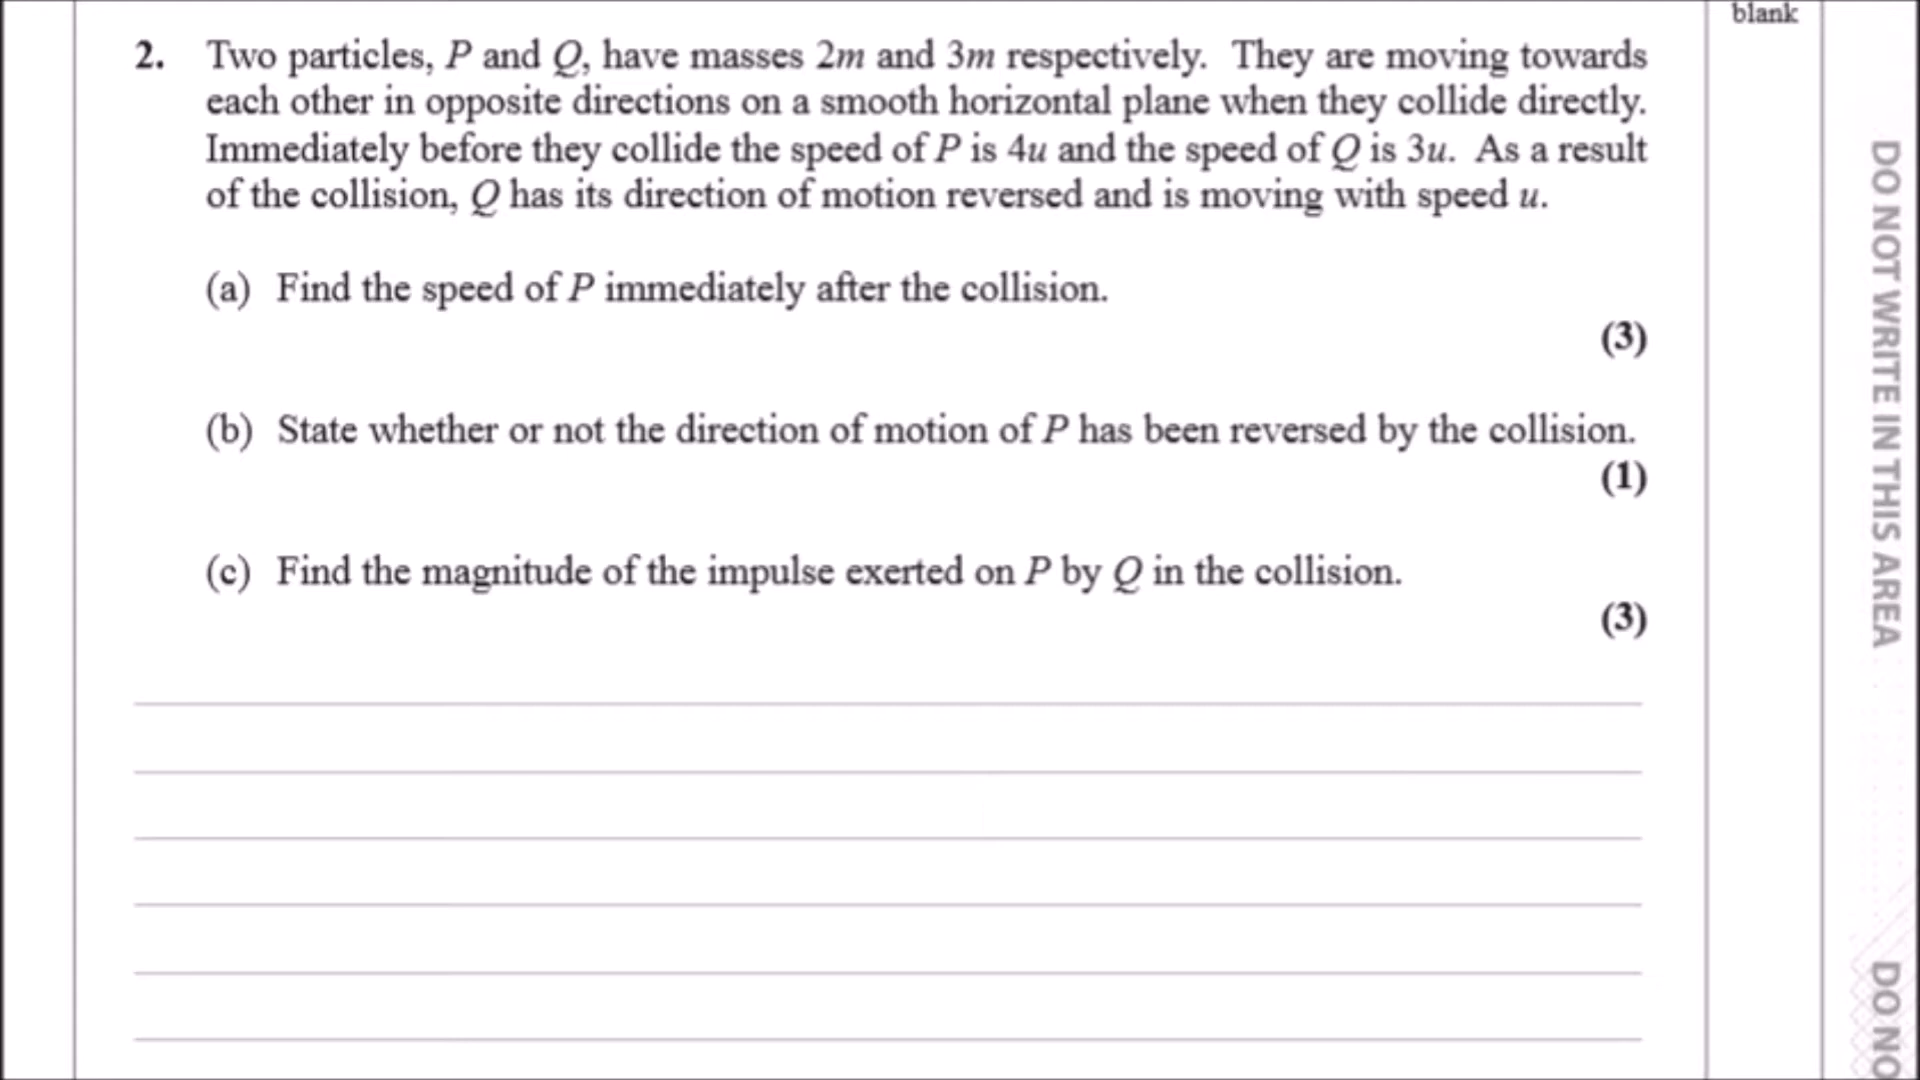 blank
2. Two particles, P and Q, have masses 2m and 3m respectively. They are moving towards
each other in opposite directions on a smooth horizontal plane when they collide directly.
Immediately before they collide the speed of P is 4u and the speed of Q is 3u. As a result
of the collision, Q has its direction of motion reversed and is moving with speed u.
(a) Find the speed of P immediately after the collision.
(3)
(b) State whether or not the direction of motion of P has been reversed by the collision.
(1)
(c) Find the magnitude of the impulse exerted on P by Q in the collision.
(3)
DO NOT WRITE IN THIS AREA
DO NO